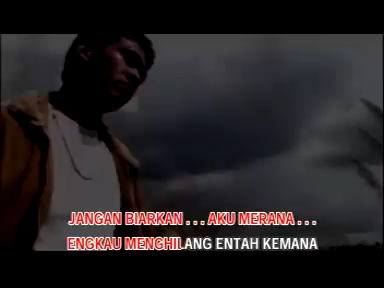 JANGAN BIARKAN . . . AKU MERANA . . .
ENGKAU MENGHILANG ENTAH KEMANA